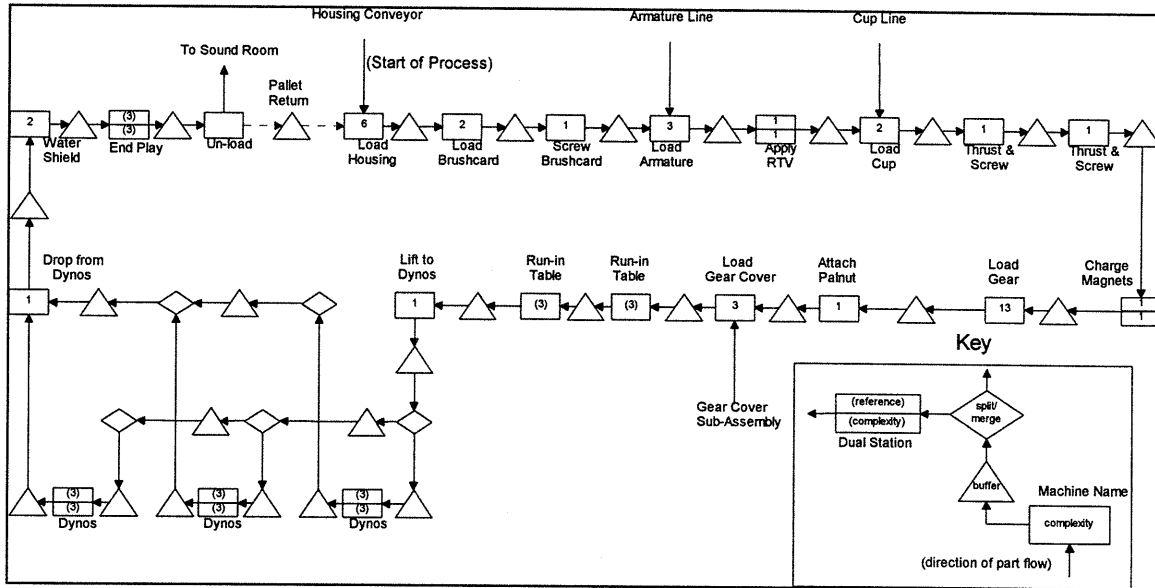 Housing Conveyor
Armature Line
Cup Line
To Sound Room
(Start of Process)
Pallet
Return
2
(3)
(3)
6
2
1
3
1
1
2
1
1
Water
Shield
End Play
Un-load
Load
Housing
Load
Brushcard
Screw
Brushcard
Load
Armature
Apply
RTV
Load
Cup
Thrust &
Screw
Thrust &
Screw
Drop from
Dynos
Lift to
Dynos
Run-in
Table
Run-in
Table
Load
Gear Cover
Attach
Palnut
Load
Gear
Charge
Magnets
1
1
(3)
(3)
3
1
13
1
1
Gear Cover
Sub-Assembly
(3)
(3)
Dynos
(3)
(3)
Dynos
(3)
(3)
Dynos
Key
(reference)
(complexity)
Dual Station
split/
merge
buffer
Machine Name
complexity
(direction of part flow)